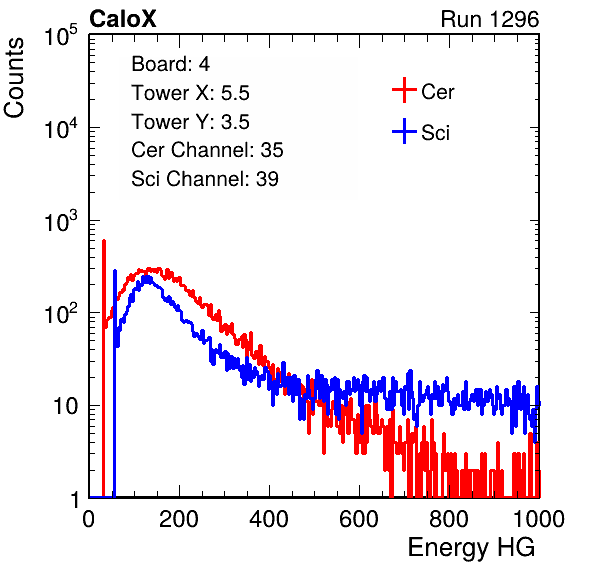 CaloX Run 1296
Counts
Board: 4
Tower X: 5.5
Tower Y: 3.5
Cer Channel: 35
Sci Channel: 39
Cer
Sci
10^5
10^4
10^3
10^2
10
1
0 200 400 600 800 1000
Energy HG